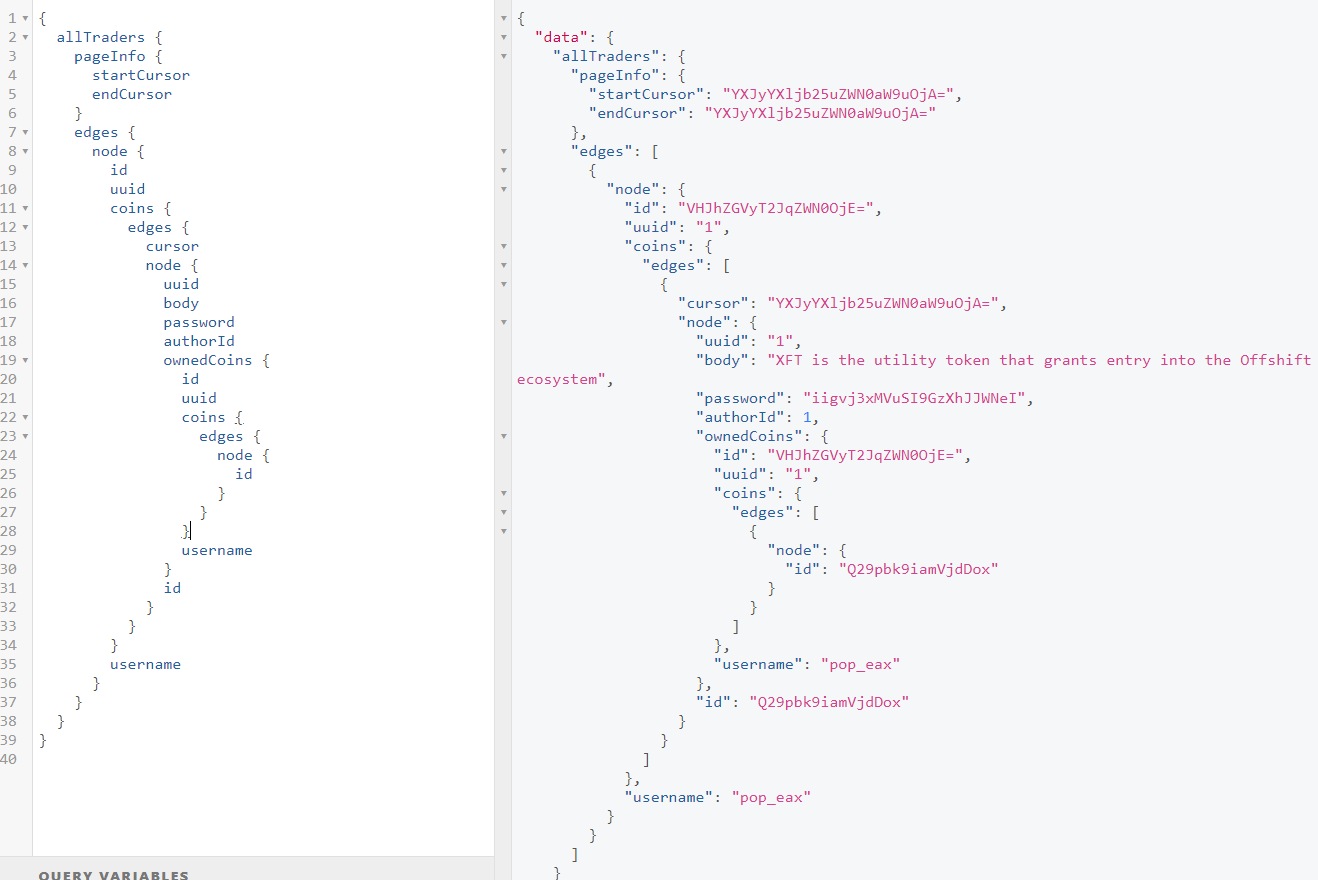 1 {
2 allTraders {
3 pageInfo {
4 startCursor
5 endCursor
6 }
7 edges {
8 node {
9 id
10 uuid
11 coins {
12 edges {
13 cursor
14 node {
15 uuid
16 body
17 password
18 authorId
19 ownedCoins {
20 id
21 uuid
22 coins {
23 edges {
24 node {
25 id
26 }
27 }
28 }
29 username
30 }
31 id
32 }
33 }
34 }
35 username
36 }
37 }
38 }
39 }
40
QUERY VARIABLES
{
"data": {
"allTraders": {
"pageInfo": {
"startCursor": "YXJyYXljb25uZWN0aW9uOjA=",
"endCursor": "YXJyYXljb25uZWN0aW9uOjA="
},
"edges": [
{
"node": {
"id": "VHJhZGVyT2JqZWN0OjE=",
"uuid": "1",
"coins": {
"edges": [
{
"cursor": "YXJyYXljb25uZWN0aW9uOjA=",
"node": {
"uuid": "1",
"body": "XFT is the utility token that grants entry into the Offshift
ecosystem",
"password": "iigvj3xMVuSI9GzXhJJWNeI",
"authorId": 1,
"ownedCoins": {
"id": "VHJhZGVyT2JqZWN0OjE=",
"uuid": "1",
"coins": {
"edges": [
{
"node": {
"id": "Q29pbk9iamVjdDox"
}
}
]
},
"username": "pop_eax"
},
"id": "Q29pbk9iamVjdDox"
}
}
]
},
"username": "pop_eax"
}
}
]
}